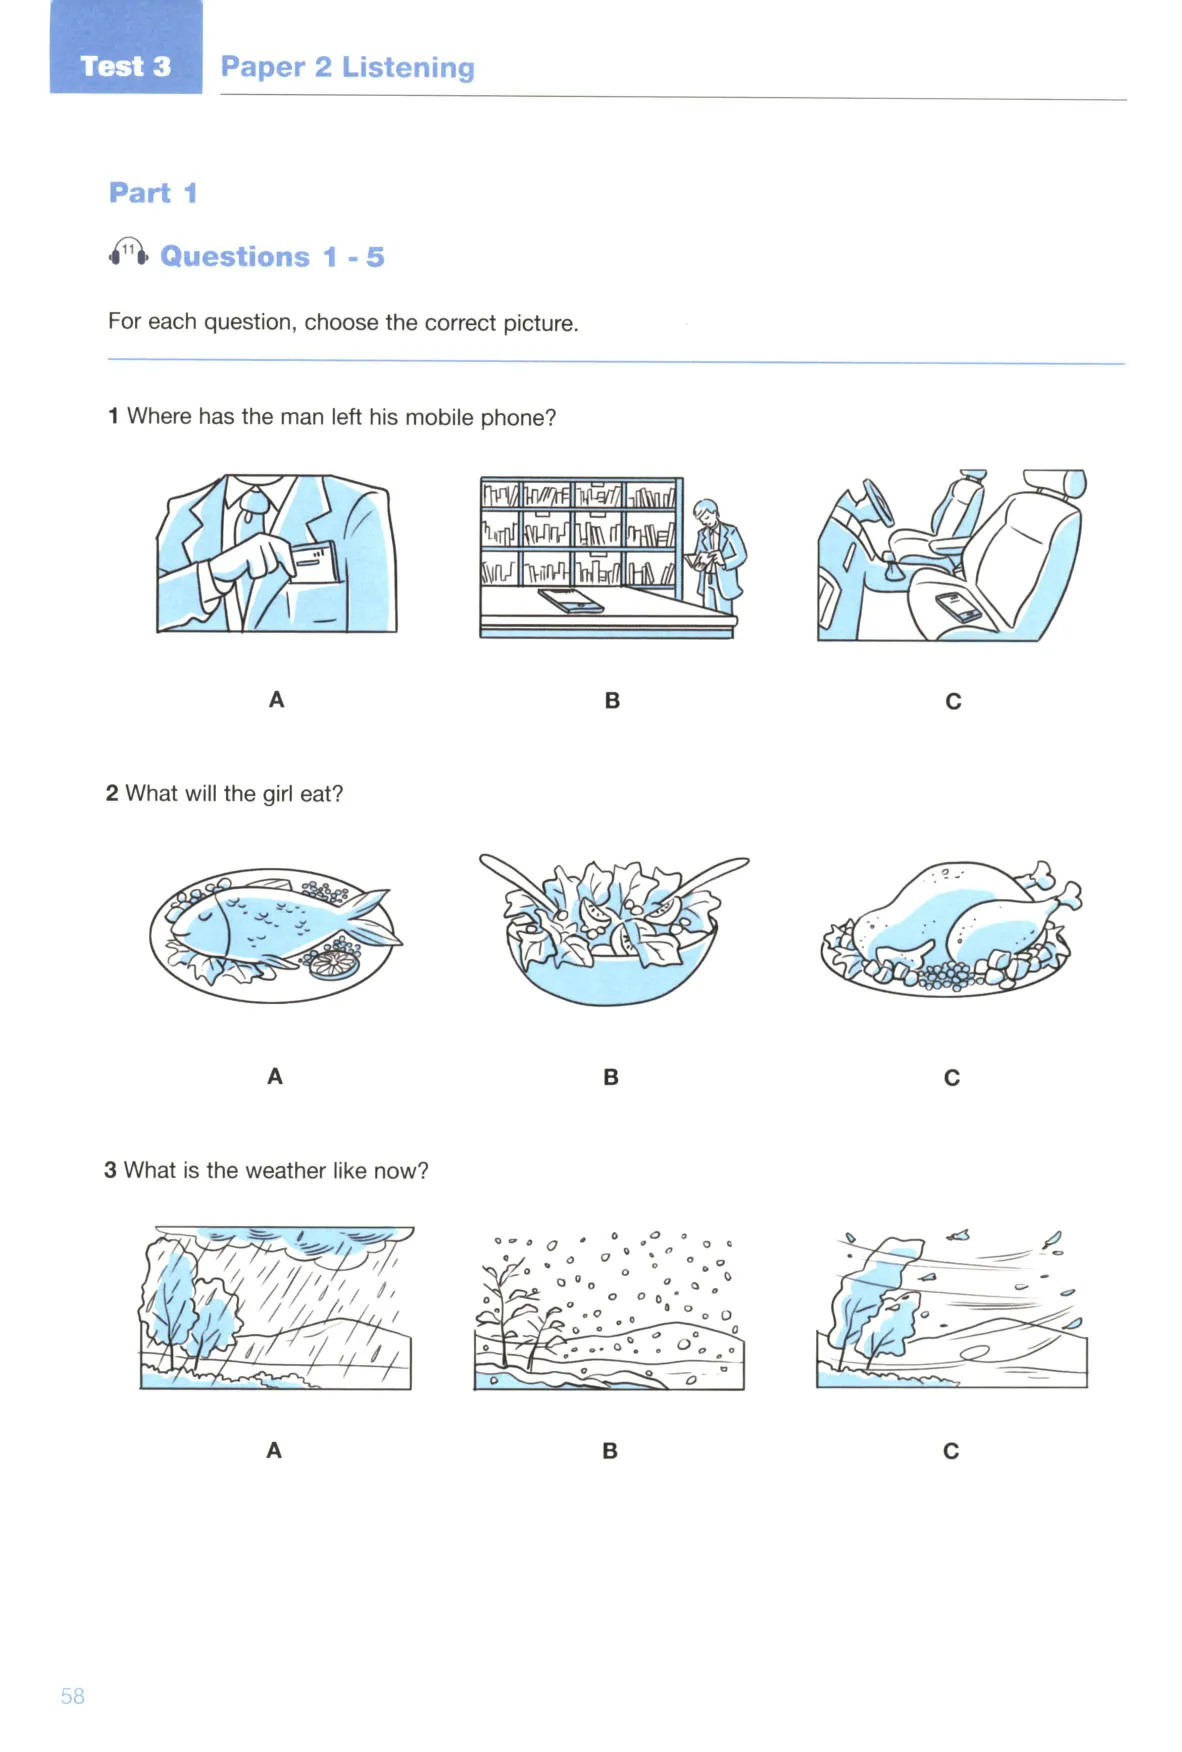 Test 3
Paper 2 Listening
Part 1
11
Questions 1 - 5
For each question, choose the correct picture.
1 Where has the man left his mobile phone?
A
B
C
2 What will the girl eat?
A
B
C
3 What is the weather like now?
A
B
C
58